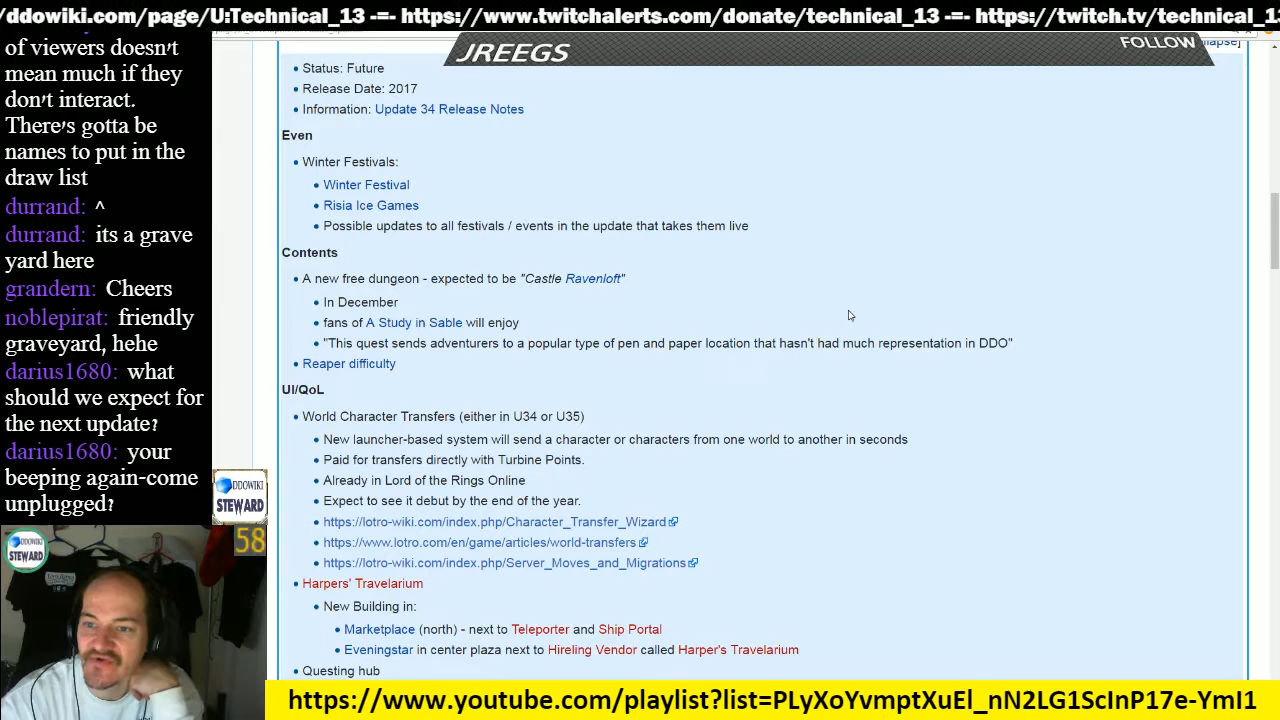 /ddowiki.com/page/U:Technical_13 -=- https://www.twitchalerts.com/donate/technical_13 -=- https://twitch.tv/technical_13
JREEGS
FOLLOW
of viewers doesn't
mean much if they
don't interact.
There's gotta be
names to put in the
draw list
durrand: ^
durrand: its a grave
yard here
grandern: Cheers
noblepirat: friendly
graveyard, hehe
darius1680: what
should we expect for
the next update?
darius1680: your
beeping again-come
unplugged?
DDOWIKI
STEWARD
58
DDOWIKI
STEWARD
Status: Future
Release Date: 2017
Information: Update 34 Release Notes
Even
Winter Festivals:
Winter Festival
Risia Ice Games
Possible updates to all festivals / events in the update that takes them live
Contents
A new free dungeon - expected to be "Castle Ravenloft"
In December
fans of A Study in Sable will enjoy
"This quest sends adventurers to a popular type of pen and paper location that hasn't had much representation in DDO"
Reaper difficulty
UI/QoL
World Character Transfers (either in U34 or U35)
New launcher-based system will send a character or characters from one world to another in seconds
Paid for transfers directly with Turbine Points.
Already in Lord of the Rings Online
Expect to see it debut by the end of the year.
https://lotro-wiki.com/index.php/Character_Transfer_Wizard
https://www.lotro.com/en/game/articles/world-transfers
https://lotro-wiki.com/index.php/Server_Moves_and_Migrations
Harpers' Travelarium
New Building in:
Marketplace (north) - next to Teleporter and Ship Portal
Eveningstar in center plaza next to Hireling Vendor called Harper's Travelarium
Questing hub
https://www.youtube.com/playlist?list=PLyXoYvmptXuEl_nN2LG1ScInP17e-YmI1